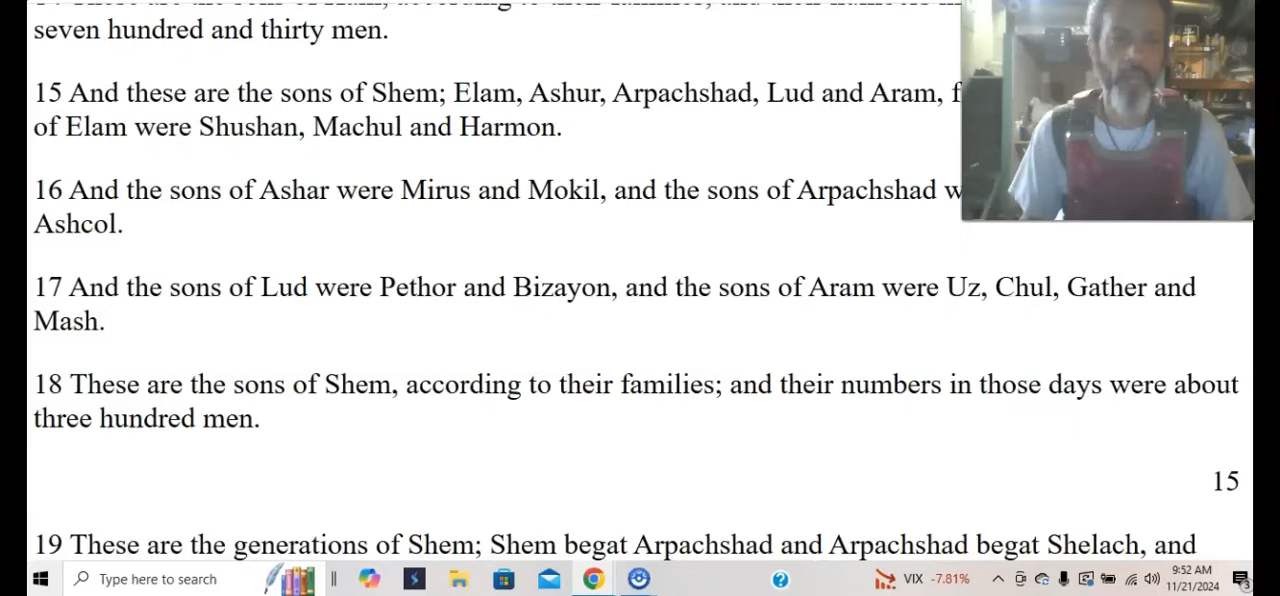 seven hundred and thirty men.
15 And these are the sons of Shem; Elam, Ashur, Arpachshad, Lud and Aram, f
of Elam were Shushan, Machul and Harmon.
16 And the sons of Ashar were Mirus and Mokil, and the sons of Arpachshad w
Ashcol.
17 And the sons of Lud were Pethor and Bizayon, and the sons of Aram were Uz, Chul, Gather and
Mash.
18 These are the sons of Shem, according to their families; and their numbers in those days were about
three hundred men.
15
19 These are the generations of Shem; Shem begat Arpachshad and Arpachshad begat Shelach, and
Type here to search
VIX -7.81%
9:52 AM
11/21/2024
3